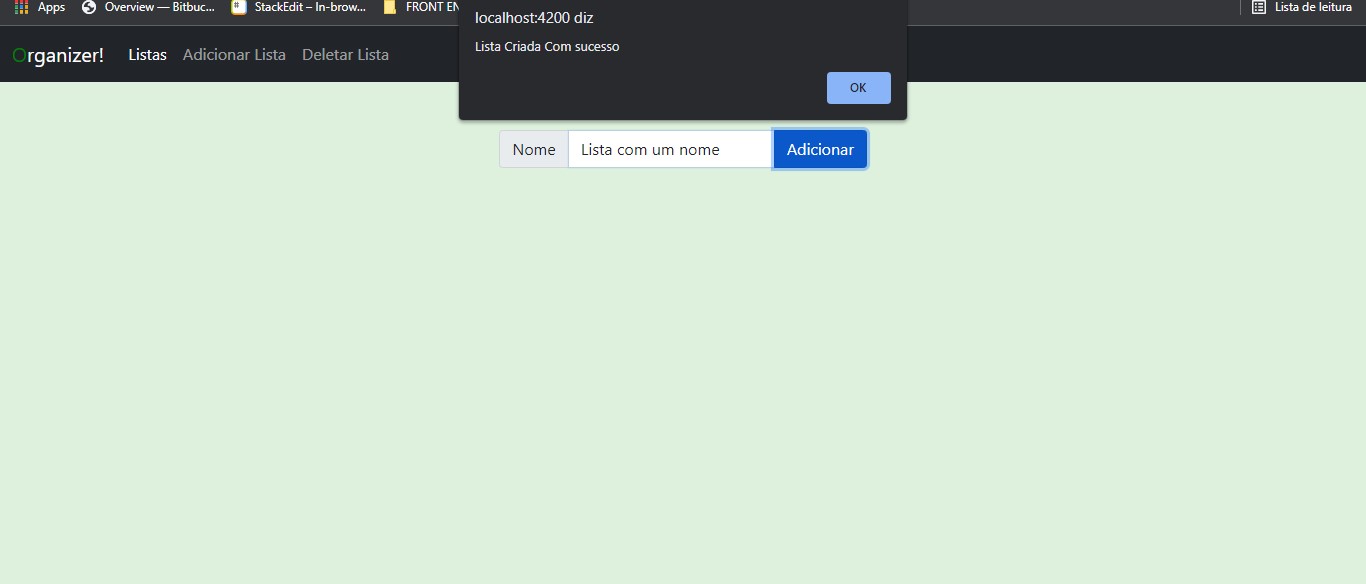 Apps Overview — Bitbuc... StackEdit – In-brow... FRONT EN Lista de leitura
localhost:4200 diz
Lista Criada Com sucesso
OK
Organizer! Listas Adicionar Lista Deletar Lista
Nome Lista com um nome Adicionar